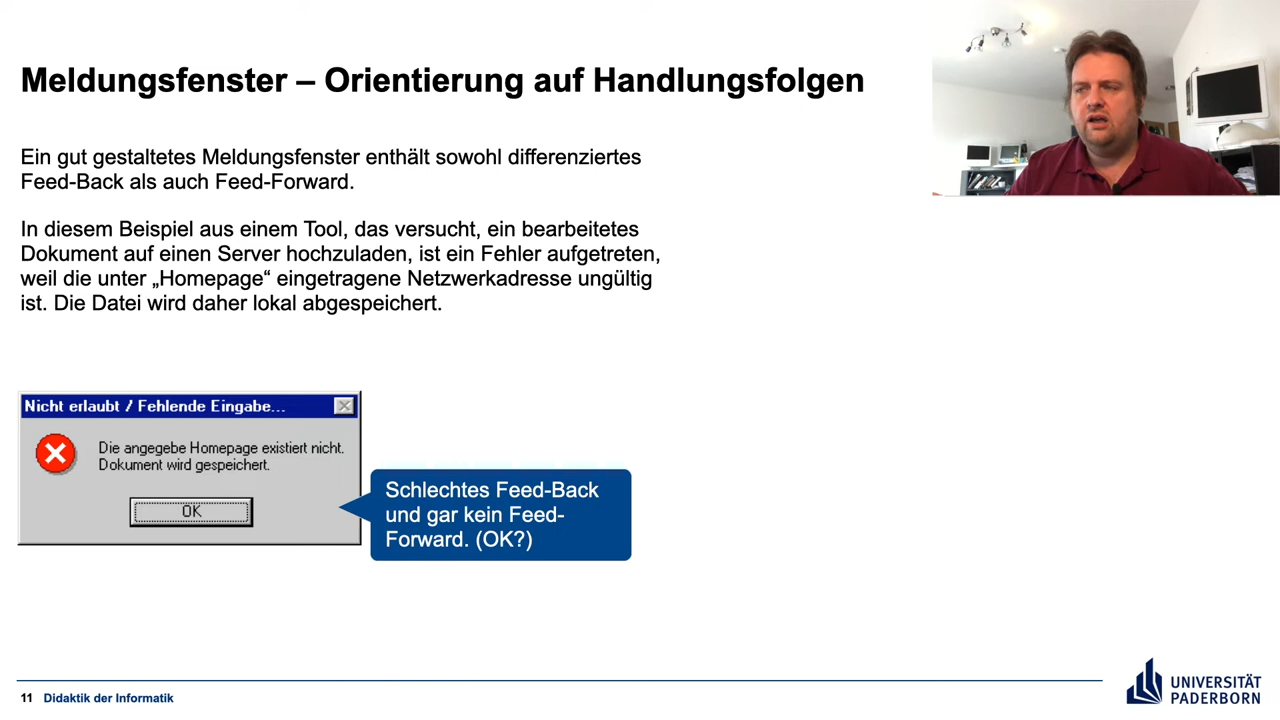 Meldungsfenster – Orientierung auf Handlungsfolgen
Ein gut gestaltetes Meldungsfenster enthält sowohl differenziertes
Feed-Back als auch Feed-Forward.
In diesem Beispiel aus einem Tool, das versucht, ein bearbeitetes
Dokument auf einen Server hochzuladen, ist ein Fehler aufgetreten,
weil die unter „Homepage“ eingetragene Netzwerkadresse ungültig
ist. Die Datei wird daher lokal abgespeichert.
Nicht erlaubt / Fehlende Eingabe...
Die angegebe Homepage existiert nicht.
Dokument wird gespeichert.
OK
Schlechtes Feed-Back
und gar kein Feed-
Forward. (OK?)
11 Didaktik der Informatik
UNIVERSITÄT
PADERBORN